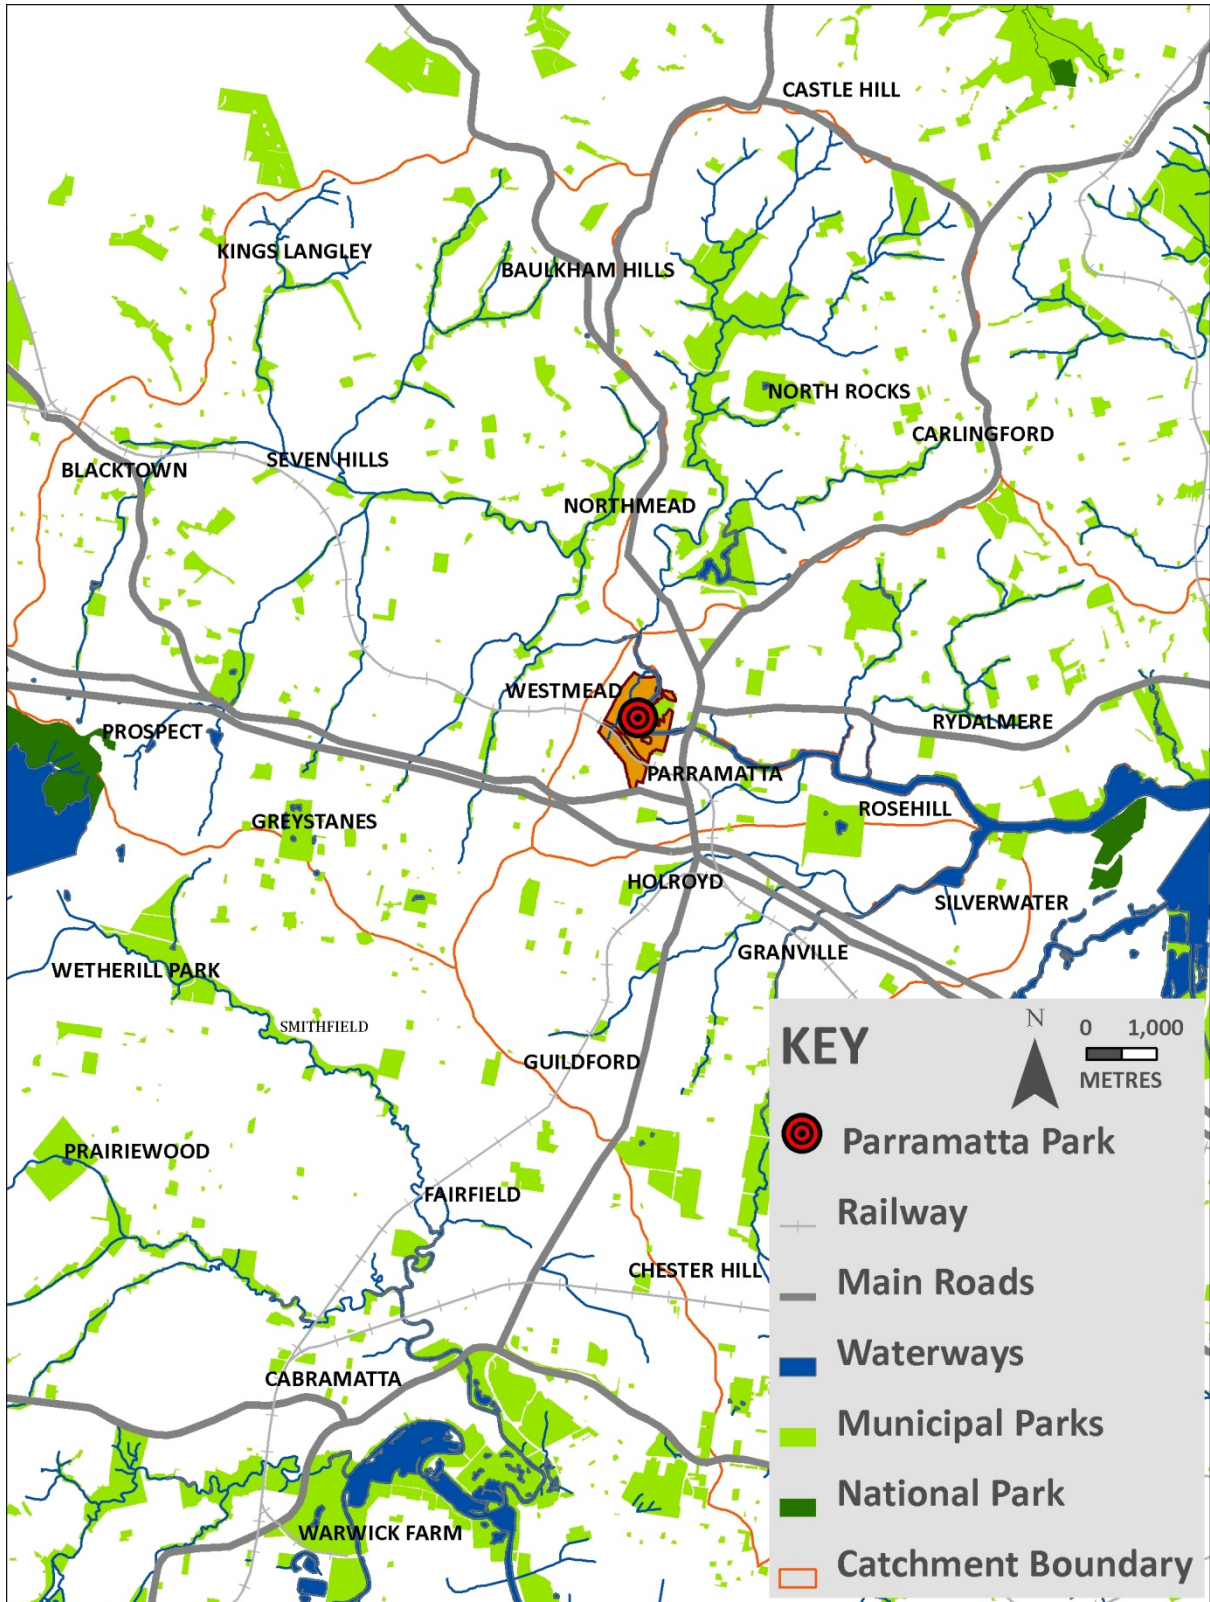 CASTLE HILL
KINGS LANGLEY
BAULKHAM HILLS
NORTH ROCKS
CARLINGFORD
SEVEN HILLS
BLACKTOWN
NORTHMEAD
WESTMEAD
RYDALMERE
PROSPECT
PARRAMATTA
ROSEHILL
GREYSTANES
HOLROYD
SILVERWATER
GRANVILLE
WETHERILL PARK
SMITHFIELD
GUILDFORD
PRAIRIEWOOD
FAIRFIELD
CHESTER HILL
CABRAMATTA
WARWICK FARM
KEY
N
0 1,000
METRES
Parramatta Park
Railway
Main Roads
Waterways
Municipal Parks
National Park
Catchment Boundary